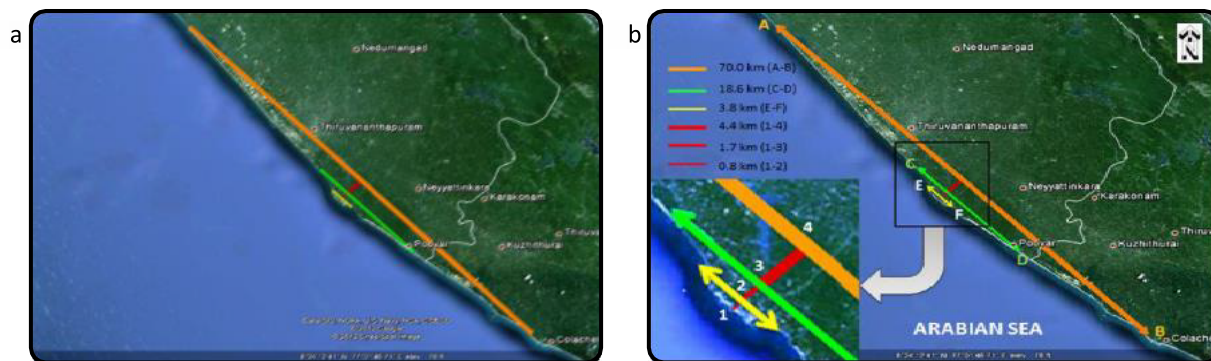 a
Nedumangad
Thiruvananthapuram
Neyyattinkara
Karakonam
Poovar
Kuzhithurai
Colachel
b
A
N
Nedumangad
70.0 km (A-B)
18.6 km (C-D)
3.8 km (E-F)
4.4 km (1-4)
1.7 km (1-3)
0.8 km (1-2)
Thiruvananthapuram
C
E
F
Neyyattinkara
Karakonam
Poovar
D
Kuzhithurai
4
3
2
1
ARABIAN SEA
B
Colachel